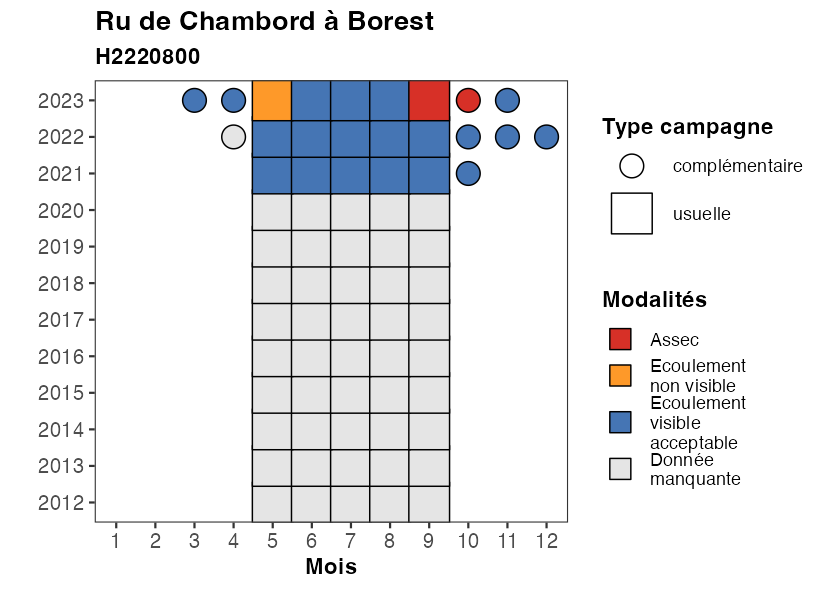 Ru de Chambord à Borest
H2220800
2023
2022
2021
2020
2019
2018
2017
2016
2015
2014
2013
2012
1 2 3 4 5 6 7 8 9 10 11 12
Mois
Type campagne
complémentaire
usuelle
Modalités
Assec
Ecoulement
non visible
Ecoulement
visible
acceptable
Donnée
manquante